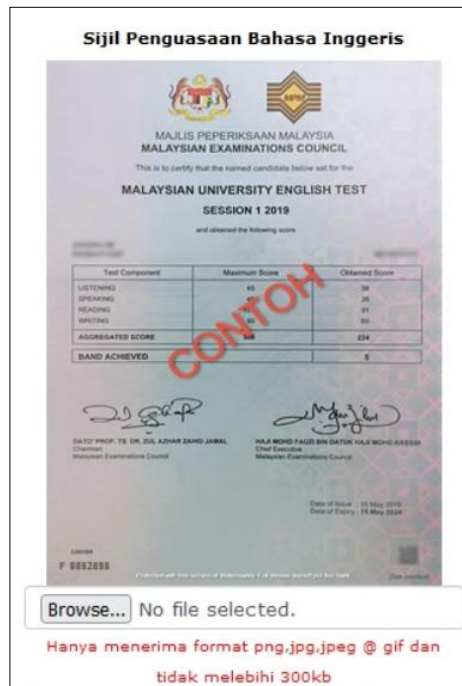 Sijil Penguasaan Bahasa Inggeris
MPM
MAJLIS PEPERIKSAAN MALAYSIA
MALAYSIAN EXAMINATIONS COUNCIL
This is to certify that the named candidate below sat for the
MALAYSIAN UNIVERSITY ENGLISH TEST
SESSION 1 2019
and obtained the following score
Test Component Maximum Score Obtained Score
LISTENING 45
SPEAKING
READING
WRITING
AGGREGATED SCORE 224
BAND ACHIEVED 5
CONTOH
DATO' PROF. TS. DR. ZUL AZHAR ZAHID JAMAL HAJI MOHD FAUZI BIN DATUK HAJI MOHD
Chairman Chief Executive
Malaysian Examinations Council Malaysian Examinations Council
Date of Issue : 15 May 2019
Date of Expiry : 15 May 2024
Browse... No file selected.
Hanya menerima format png,jpg,jpeg @ gif dan
tidak melebihi 300kb